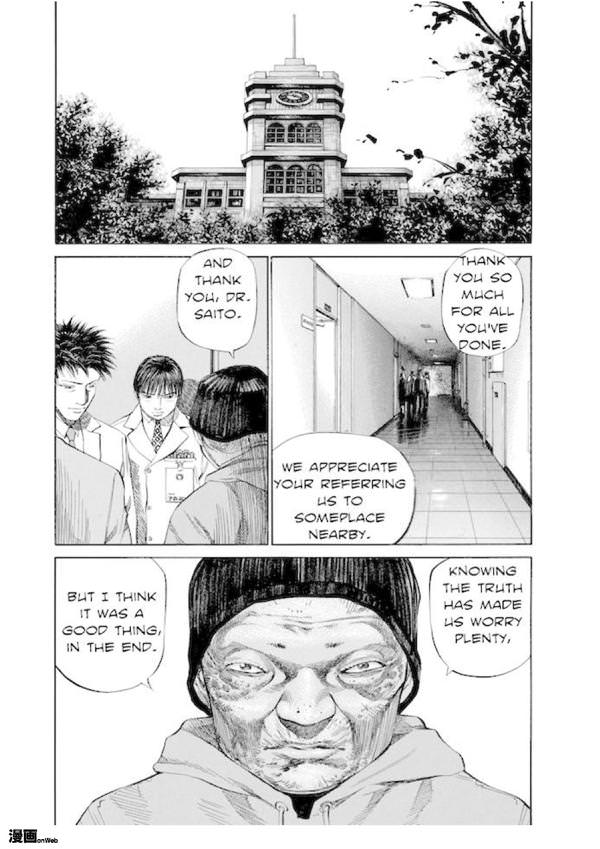 THANK
YOU SO
MUCH
FOR ALL
YOU'VE
DONE.
WE APPRECIATE
YOUR REFERRING
US TO
SOMEPLACE
NEARBY.
AND
THANK
YOU, DR.
SAITO.
KNOWING
THE TRUTH
HAS MADE
US WORRY
PLENTY,
BUT I THINK
IT WAS A
GOOD THING,
IN THE END.
漫画onWeb